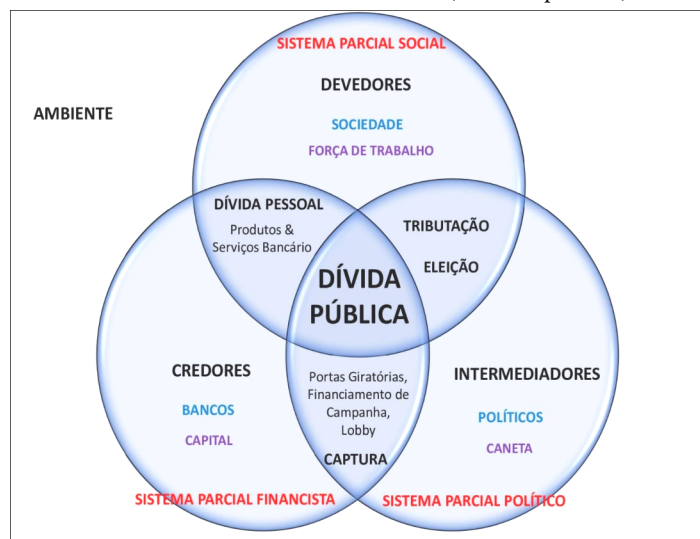 SISTEMA PARCIAL SOCIAL
DEVEDORES
AMBIENTE
SOCIEDADE
FORÇA DE TRABALHO
DÍVIDA PESSOAL
Produtos &
Serviços Bancário
TRIBUTAÇÃO
ELEIÇÃO
DÍVIDA
PÚBLICA
CREDORES
BANCOS
CAPITAL
Portas Giratórias,
Financiamento de
Campanha,
Lobby
CAPTURA
INTERMEDIADORES
POLÍTICOS
CANETA
SISTEMA PARCIAL FINANCISTA
SISTEMA PARCIAL POLÍTICO